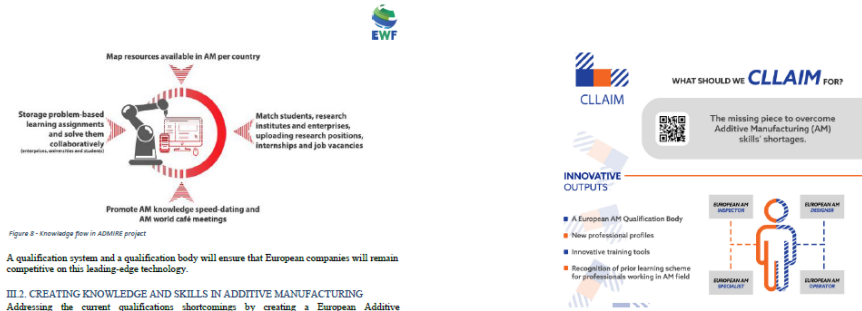 EWF
Map resources available in AM per country
Storage problem-based
learning assignments
and solve them
collaboratively
(enterprises, universities and students)
Match students, research
institutes and enterprises,
uploading research positions,
internships and job vacancies
Promote AM knowledge speed-dating and
AM world café meetings
Figure 8 - Knowledge flow in ADMIRE project
A qualification system and a qualification body will ensure that European companies will remain
competitive on this leading-edge technology.
III.2. CREATING KNOWLEDGE AND SKILLS IN ADDITIVE MANUFACTURING
Addressing the current qualifications shortcomings by creating a European Additive
CLLAIM
WHAT SHOULD WE CLLAIM FOR?
The missing piece to overcome
Additive Manufacturing (AM)
skills' shortages.
INNOVATIVE
OUTPUTS
A European AM Qualification Body
New professional profiles
Innovative training tools
Recognition of prior learning scheme
for professionals working in AM field
EUROPEAN AM
INSPECTOR
EUROPEAN AM
DESIGNER
EUROPEAN AM
SPECIALIST
EUROPEAN AM
OPERATOR